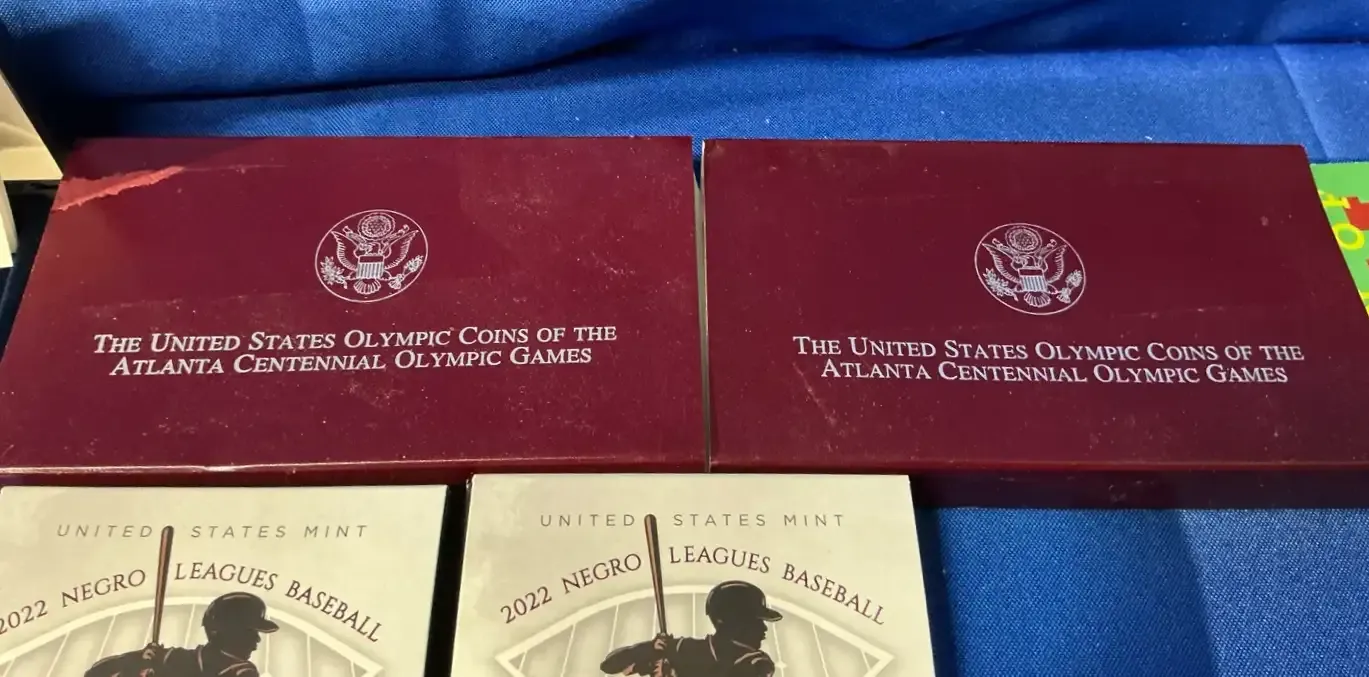 THE UNITED STATES OLYMPIC COINS OF THE
ATLANTA CENTENNIAL OLYMPIC GAMES
THE UNITED STATES OLYMPIC COINS OF THE
ATLANTA CENTENNIAL OLYMPIC GAMES
UNITED STATES MINT
2022 NEGRO LEAGUES BASEBALL
UNITED STATES MINT
2022 NEGRO LEAGUES BASEBALL